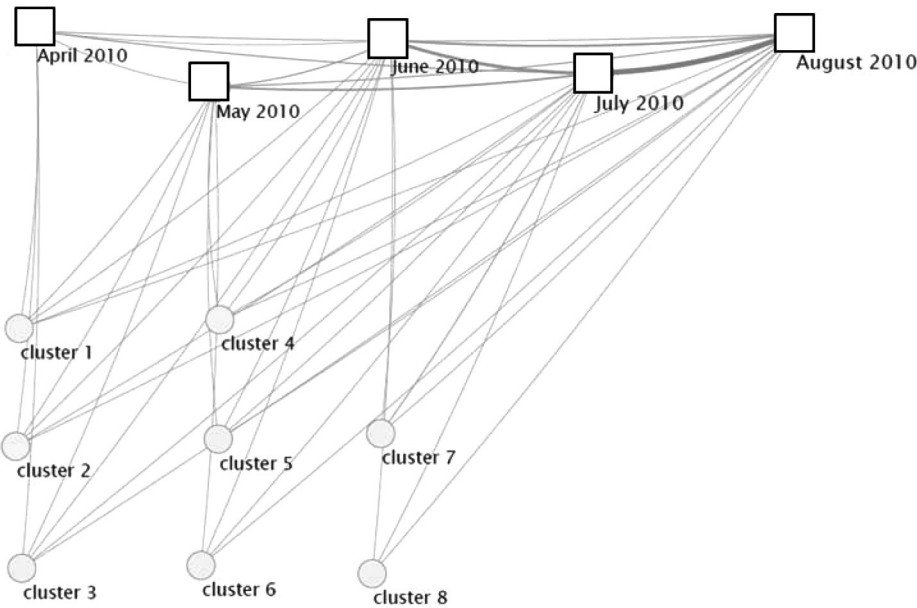 April 2010
May 2010
June 2010
July 2010
August 2010
cluster 1
cluster 4
cluster 2
cluster 5
cluster 7
cluster 3
cluster 6
cluster 8